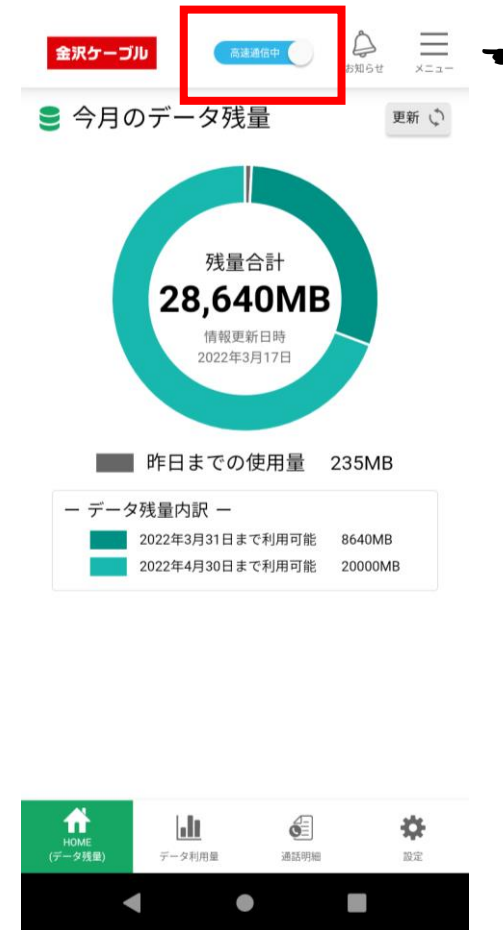 金沢ケーブル
高速通信中
お知らせ
メニュー
今月のデータ残量
更新
残量合計
28,640MB
情報更新日時
2022年3月17日
昨日までの使用量 235MB
ー データ残量内訳 ー
2022年3月31日まで利用可能 8640MB
2022年4月30日まで利用可能 20000MB
HOME
(データ残量)
データ利用量
通話明細
設定